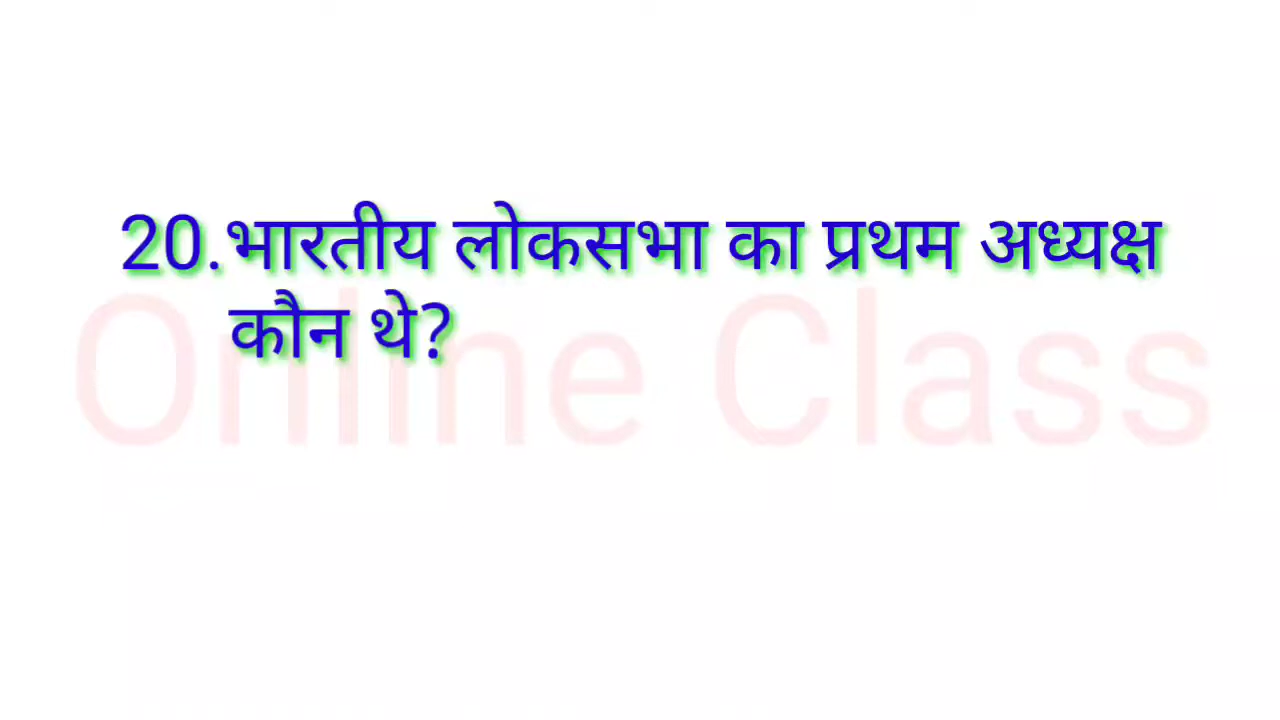 20.भारतीय लोकसभा का प्रथम अध्यक्ष
कौन थे?
Online Class